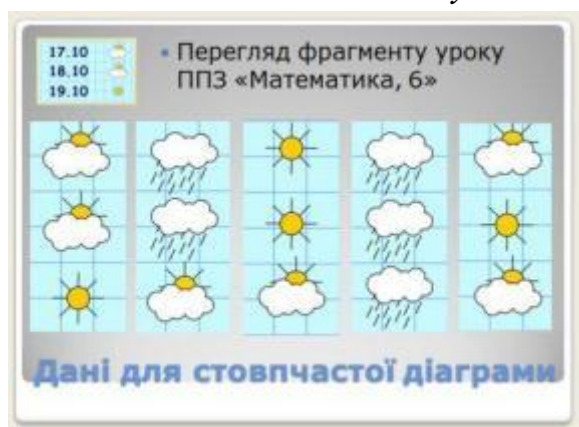 17.10
18.10
19.10
• Перегляд фрагменту уроку
ППЗ «Математика, 6»
Дані для стовпчастої діаграми